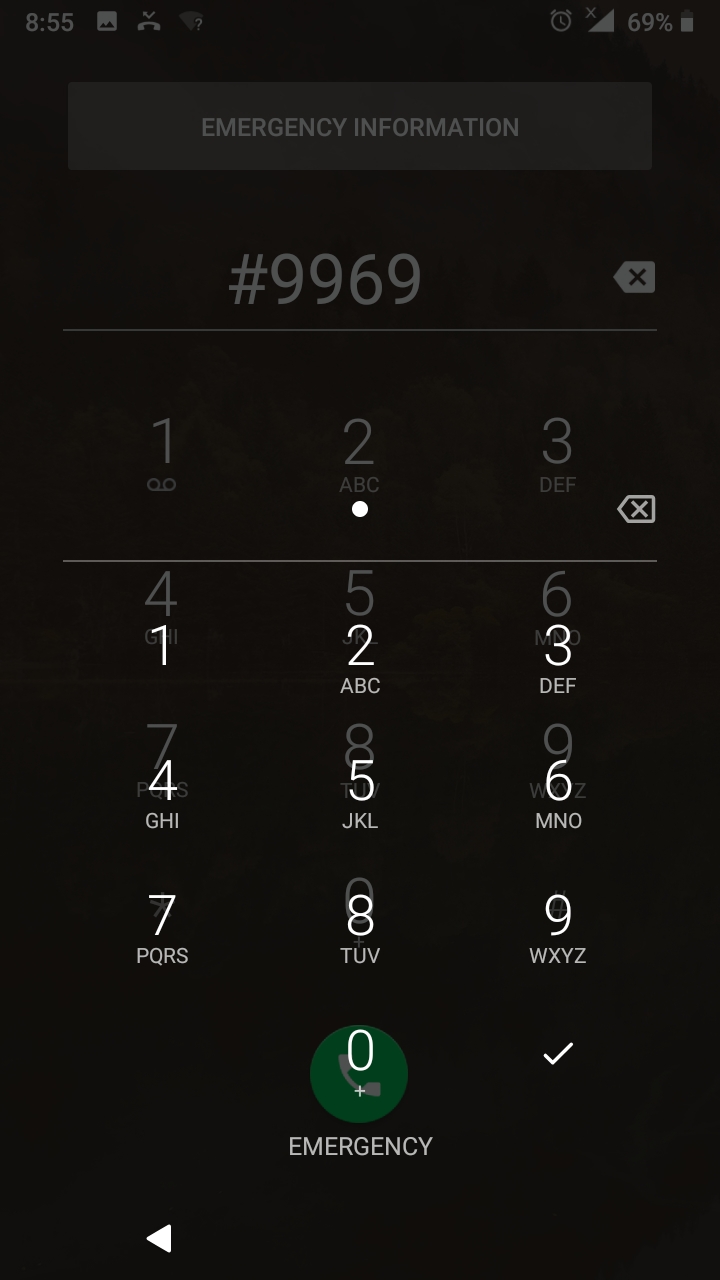 8:55 ? x 69%
EMERGENCY INFORMATION
#9969
1 2 3
ABC DEF
4 5 6
GHI JKL MNO
1 2 3
ABC DEF
7 8 9
PQRS TUV WXYZ
4 5 6
GHI JKL MNO
* 0 #
+
7 8 9
PQRS TUV WXYZ
0
+
EMERGENCY